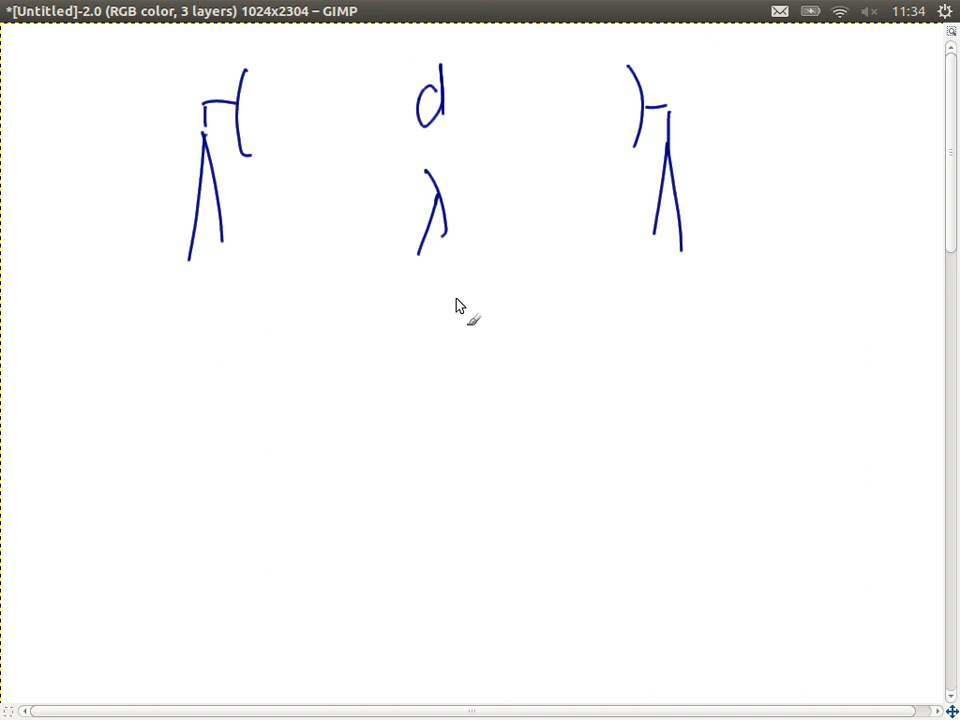 *[Untitled]-2.0 (RGB color, 3 layers) 1024x2304 – GIMP 11:34
d
λ